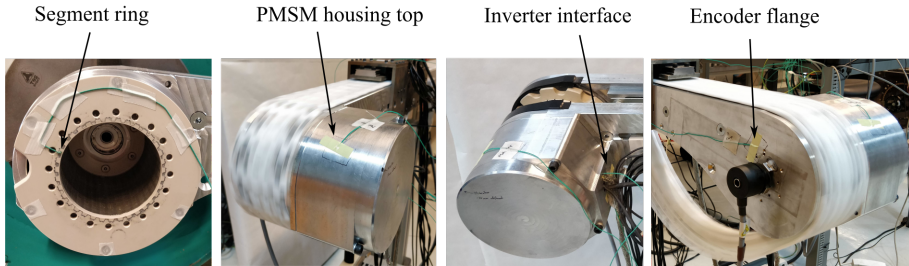 Segment ring
PMSM housing top
Inverter interface
Encoder flange